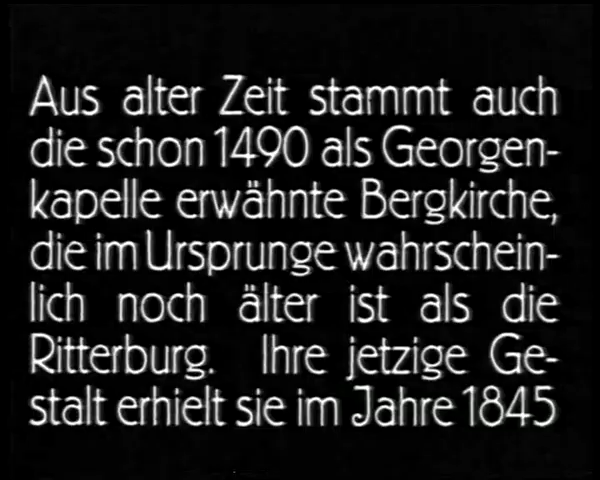 Aus alter Zeit stammt auch
die schon 1490 als Georgen-
kapelle erwähnte Bergkirche,
die im Ursprunge wahrschein-
lich noch älter ist als die
Ritterburg. Ihre jetzige Ge-
stalt erhielt sie im Jahre 1845